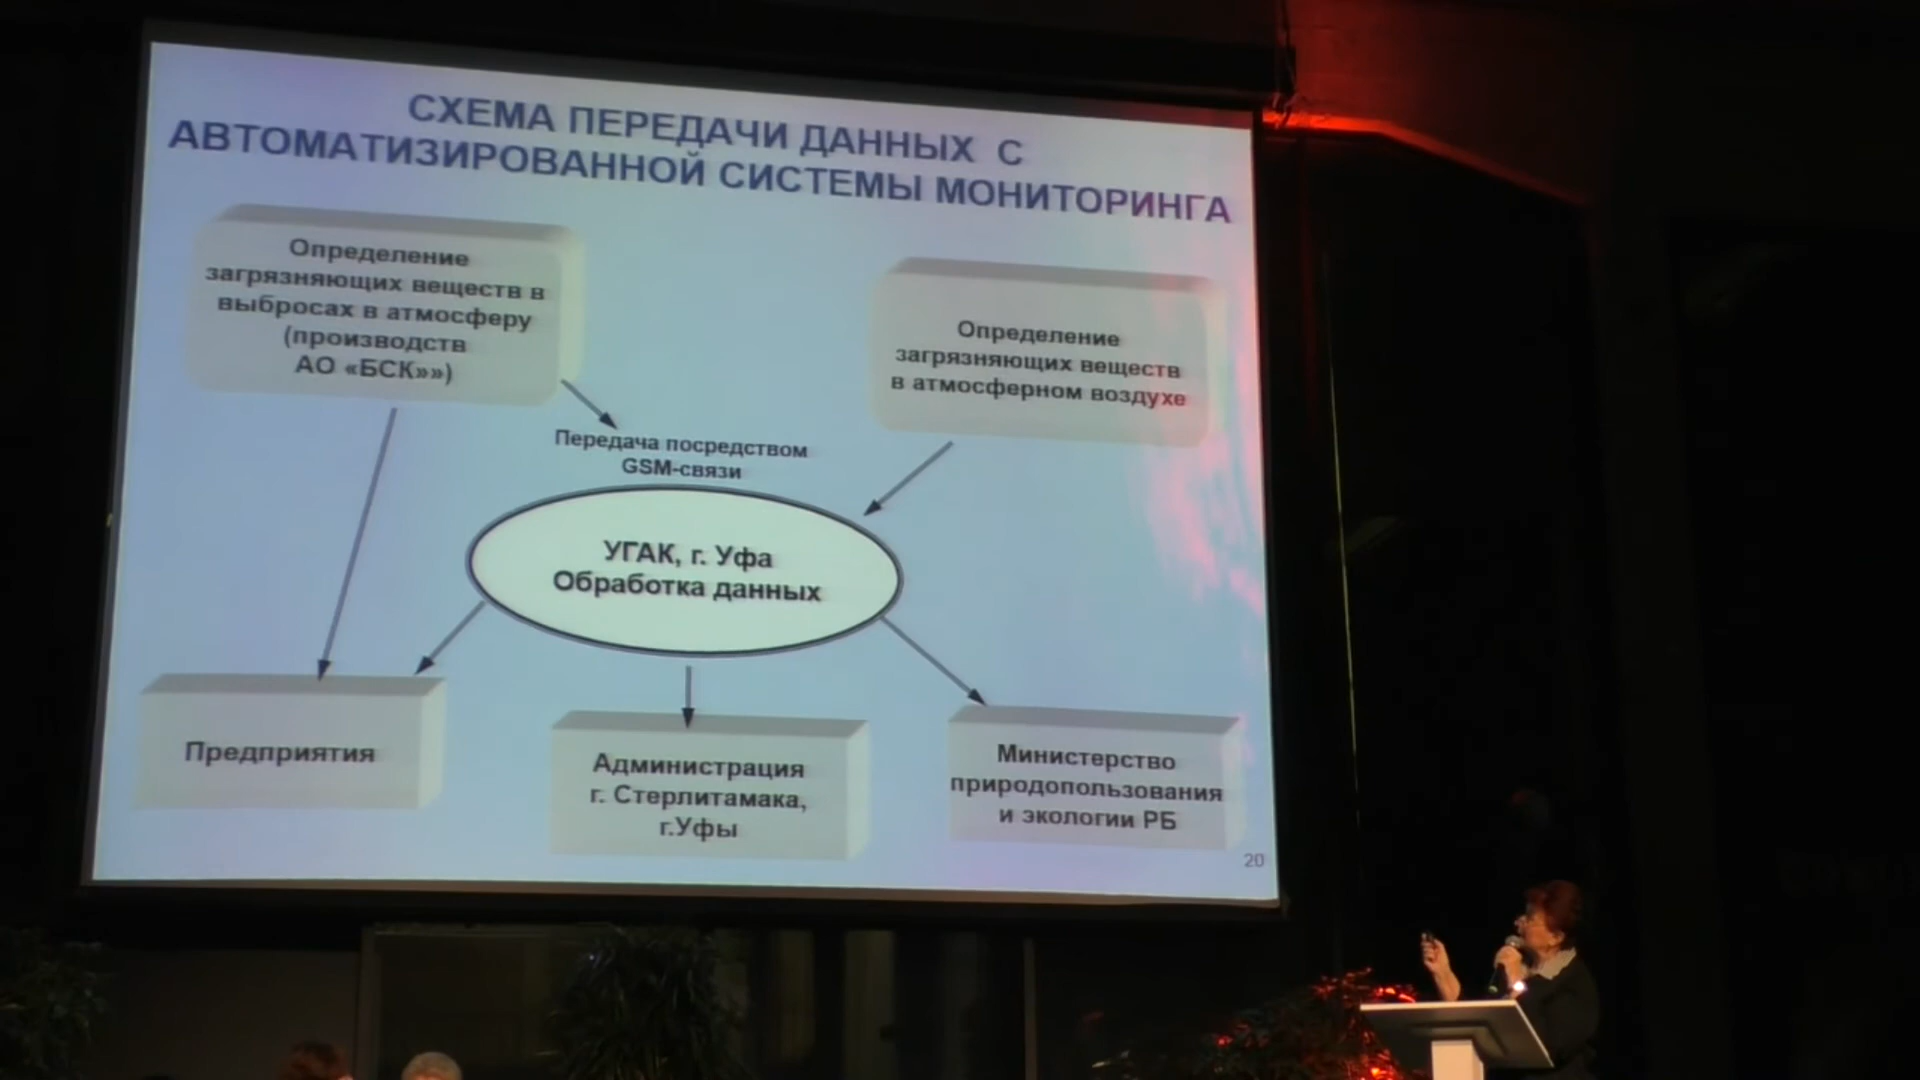 СХЕМА ПЕРЕДАЧИ ДАННЫХ С
АВТОМАТИЗИРОВАННОЙ СИСТЕМЫ МОНИТОРИНГА
Определение
загрязняющих веществ в
выбросах в атмосферу
(производств
АО «БСК»»)
Определение
загрязняющих веществ
в атмосферном воздухе
Передача посредством
GSM-связи
УГАК, г. Уфа
Обработка данных
Предприятия
Администрация
г. Стерлитамака,
г.Уфы
Министерство
природопользования
и экологии РБ
20